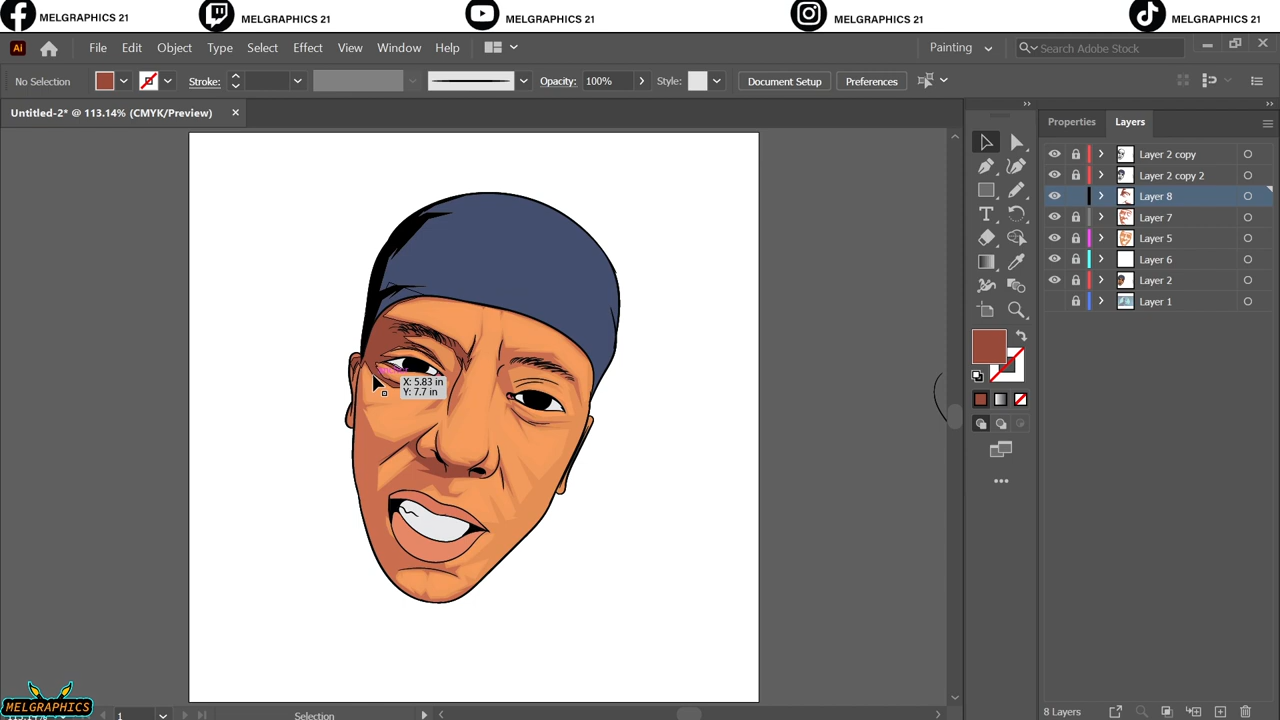 MELGRAPHICS 21
MELGRAPHICS 21
MELGRAPHICS 21
MELGRAPHICS 21
MELGRAPHICS 21
Ai File Edit Object Type Select Effect View Window Help Painting Search Adobe Stock
No Selection Stroke: Opacity: 100% Style: Document Setup Preferences
Untitled-2* @ 113.14% (CMYK/Preview)
Properties Layers
Layer 2 copy
Layer 2 copy 2
Layer 8
Layer 7
Layer 5
Layer 6
Layer 2
Layer 1
X: 5.83 in
Y: 7.7 in
MELGRAPHICS
1 Selection
8 Layers